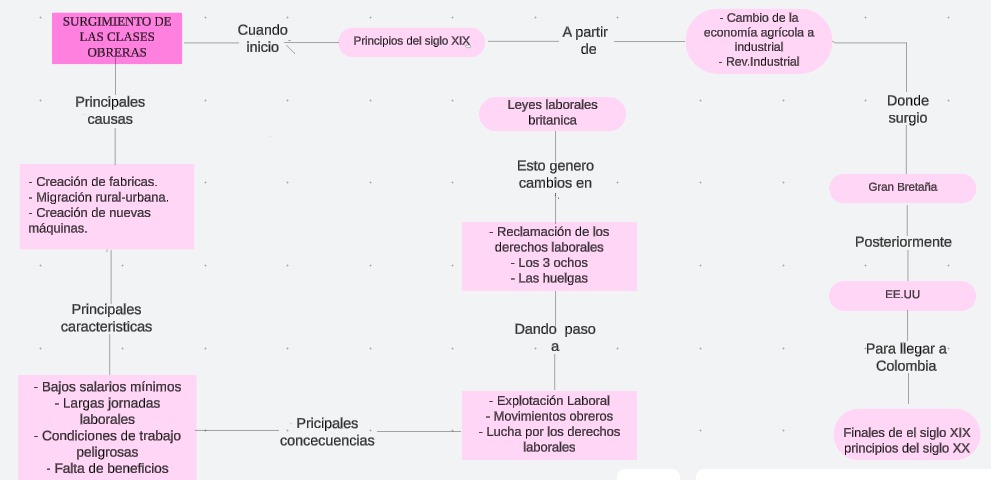 SURGIMIENTO DE
LAS CLASES
OBRERAS
Cuando
inicio
Principios del siglo XIX
A partir
de
- Cambio de la
economía agrícola a
industrial
- Rev.Industrial
Donde
surgio
Gran Bretaña
Posteriormente
EE.UU
Para llegar a
Colombia
Finales de el siglo XIX
principios del siglo XX
Principales
causas
- Creación de fabricas.
- Migración rural-urbana.
- Creación de nuevas
máquinas.
Principales
caracteristicas
- Bajos salarios mínimos
- Largas jornadas
laborales
- Condiciones de trabajo
peligrosas
- Falta de beneficios
Pricipales
concecuencias
Leyes laborales
britanica
Esto genero
cambios en
- Reclamación de los
derechos laborales
- Los 3 ochos
- Las huelgas
Dando paso
a
- Explotación Laboral
- Movimientos obreros
- Lucha por los derechos
laborales